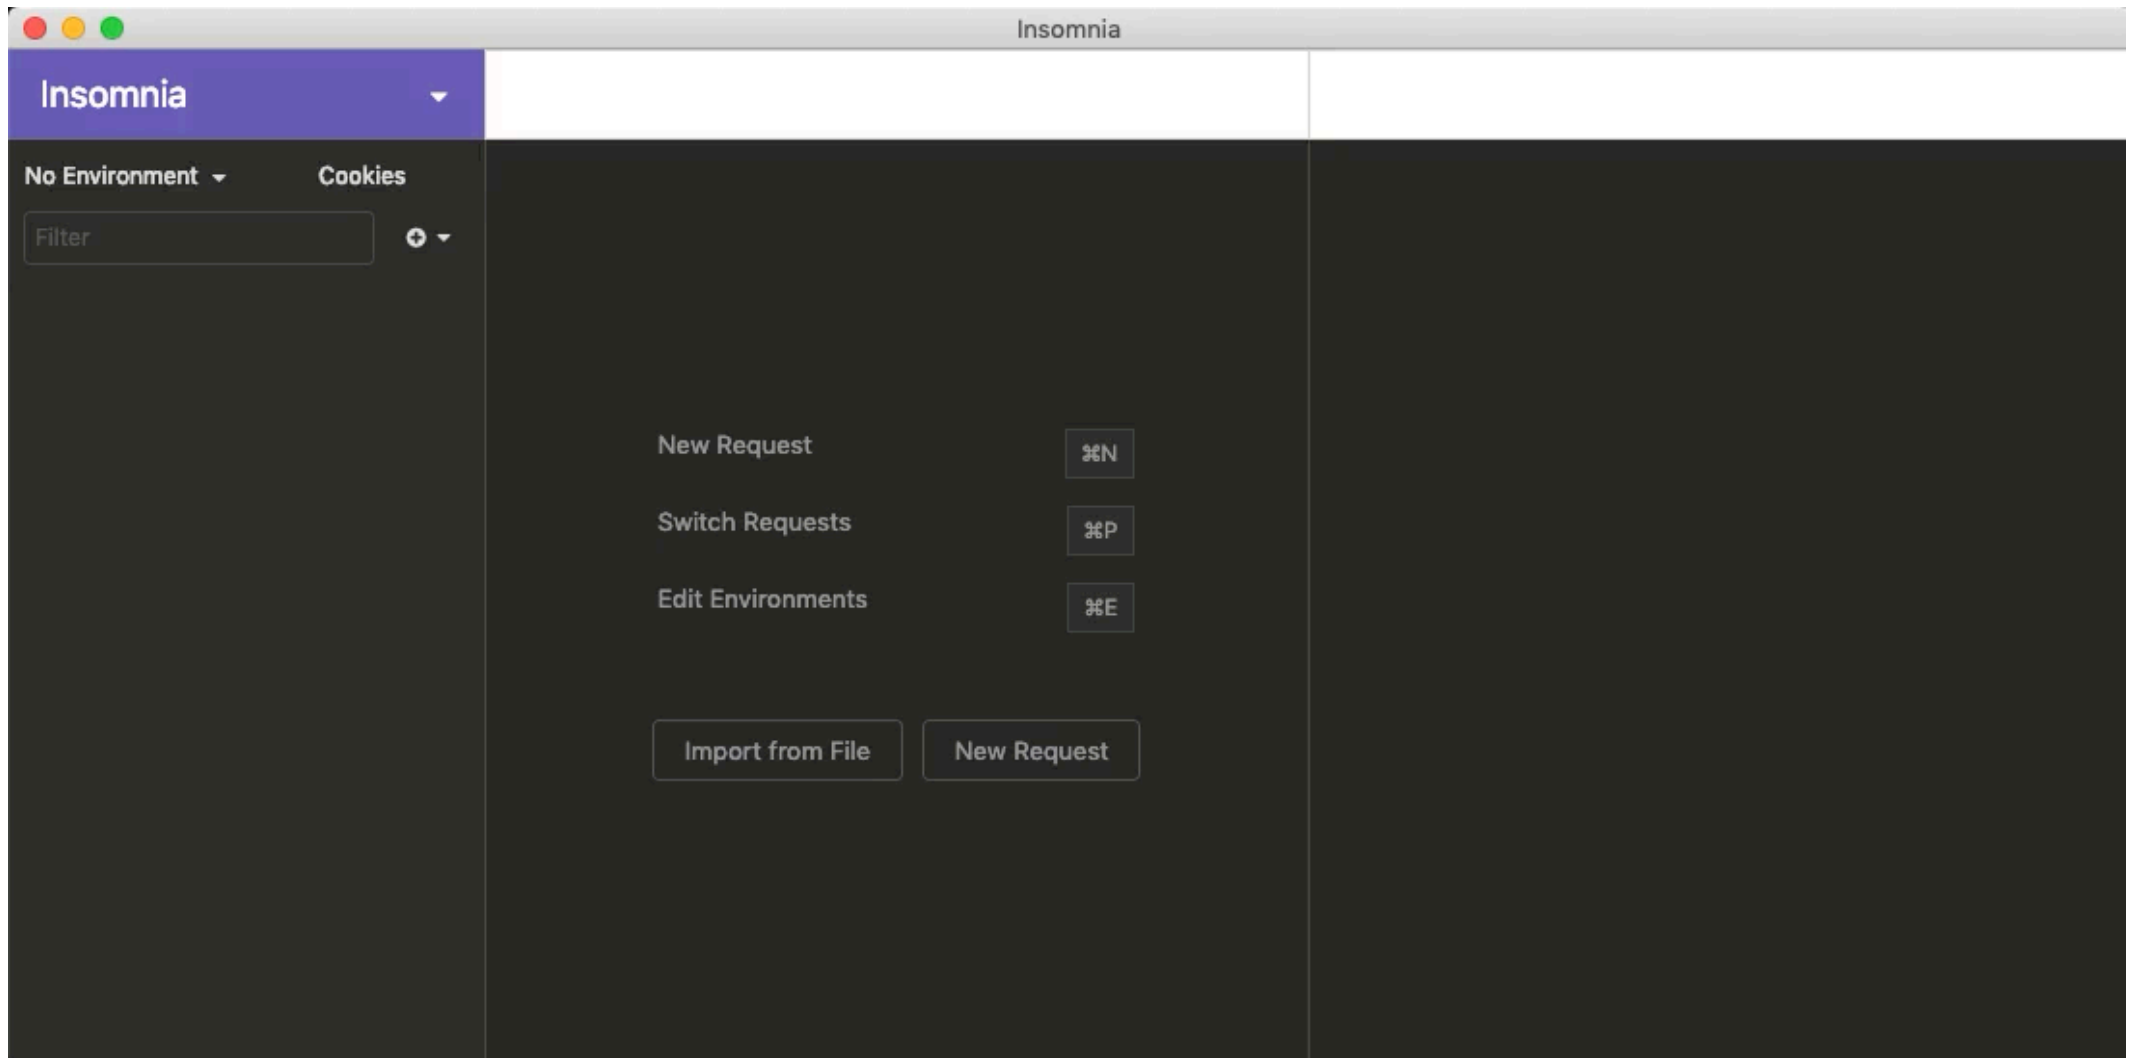 Insomnia
Insomnia
No Environment Cookies
Filter
New Request ⌘N
Switch Requests ⌘P
Edit Environments ⌘E
Import from File New Request